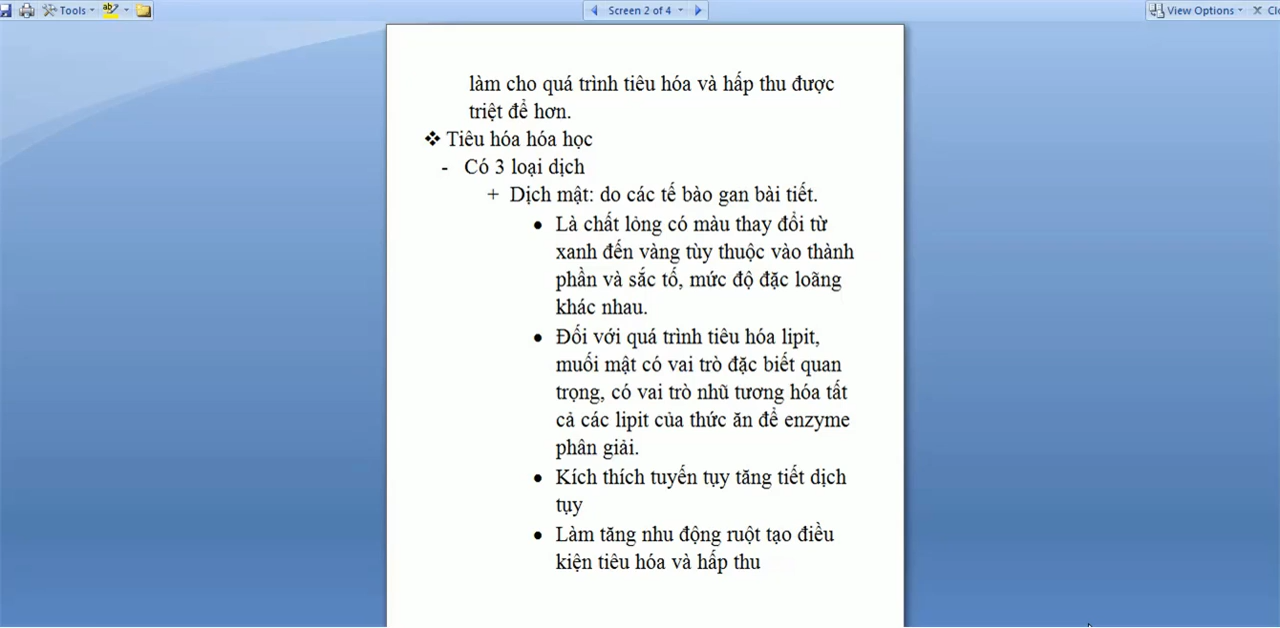 Tools
Screen 2 of 4
View Options
làm cho quá trình tiêu hóa và hấp thu được
triệt để hơn.
❖ Tiêu hóa hóa học
- Có 3 loại dịch
+ Dịch mật: do các tế bào gan bài tiết.
• Là chất lỏng có màu thay đổi từ
xanh đến vàng tùy thuộc vào thành
phần và sắc tố, mức độ đặc loãng
khác nhau.
• Đối với quá trình tiêu hóa lipit,
muối mật có vai trò đặc biết quan
trọng, có vai trò nhũ tương hóa tất
cả các lipit của thức ăn để enzyme
phân giải.
• Kích thích tuyến tụy tăng tiết dịch
tụy
• Làm tăng nhu động ruột tạo điều
kiện tiêu hóa và hấp thu